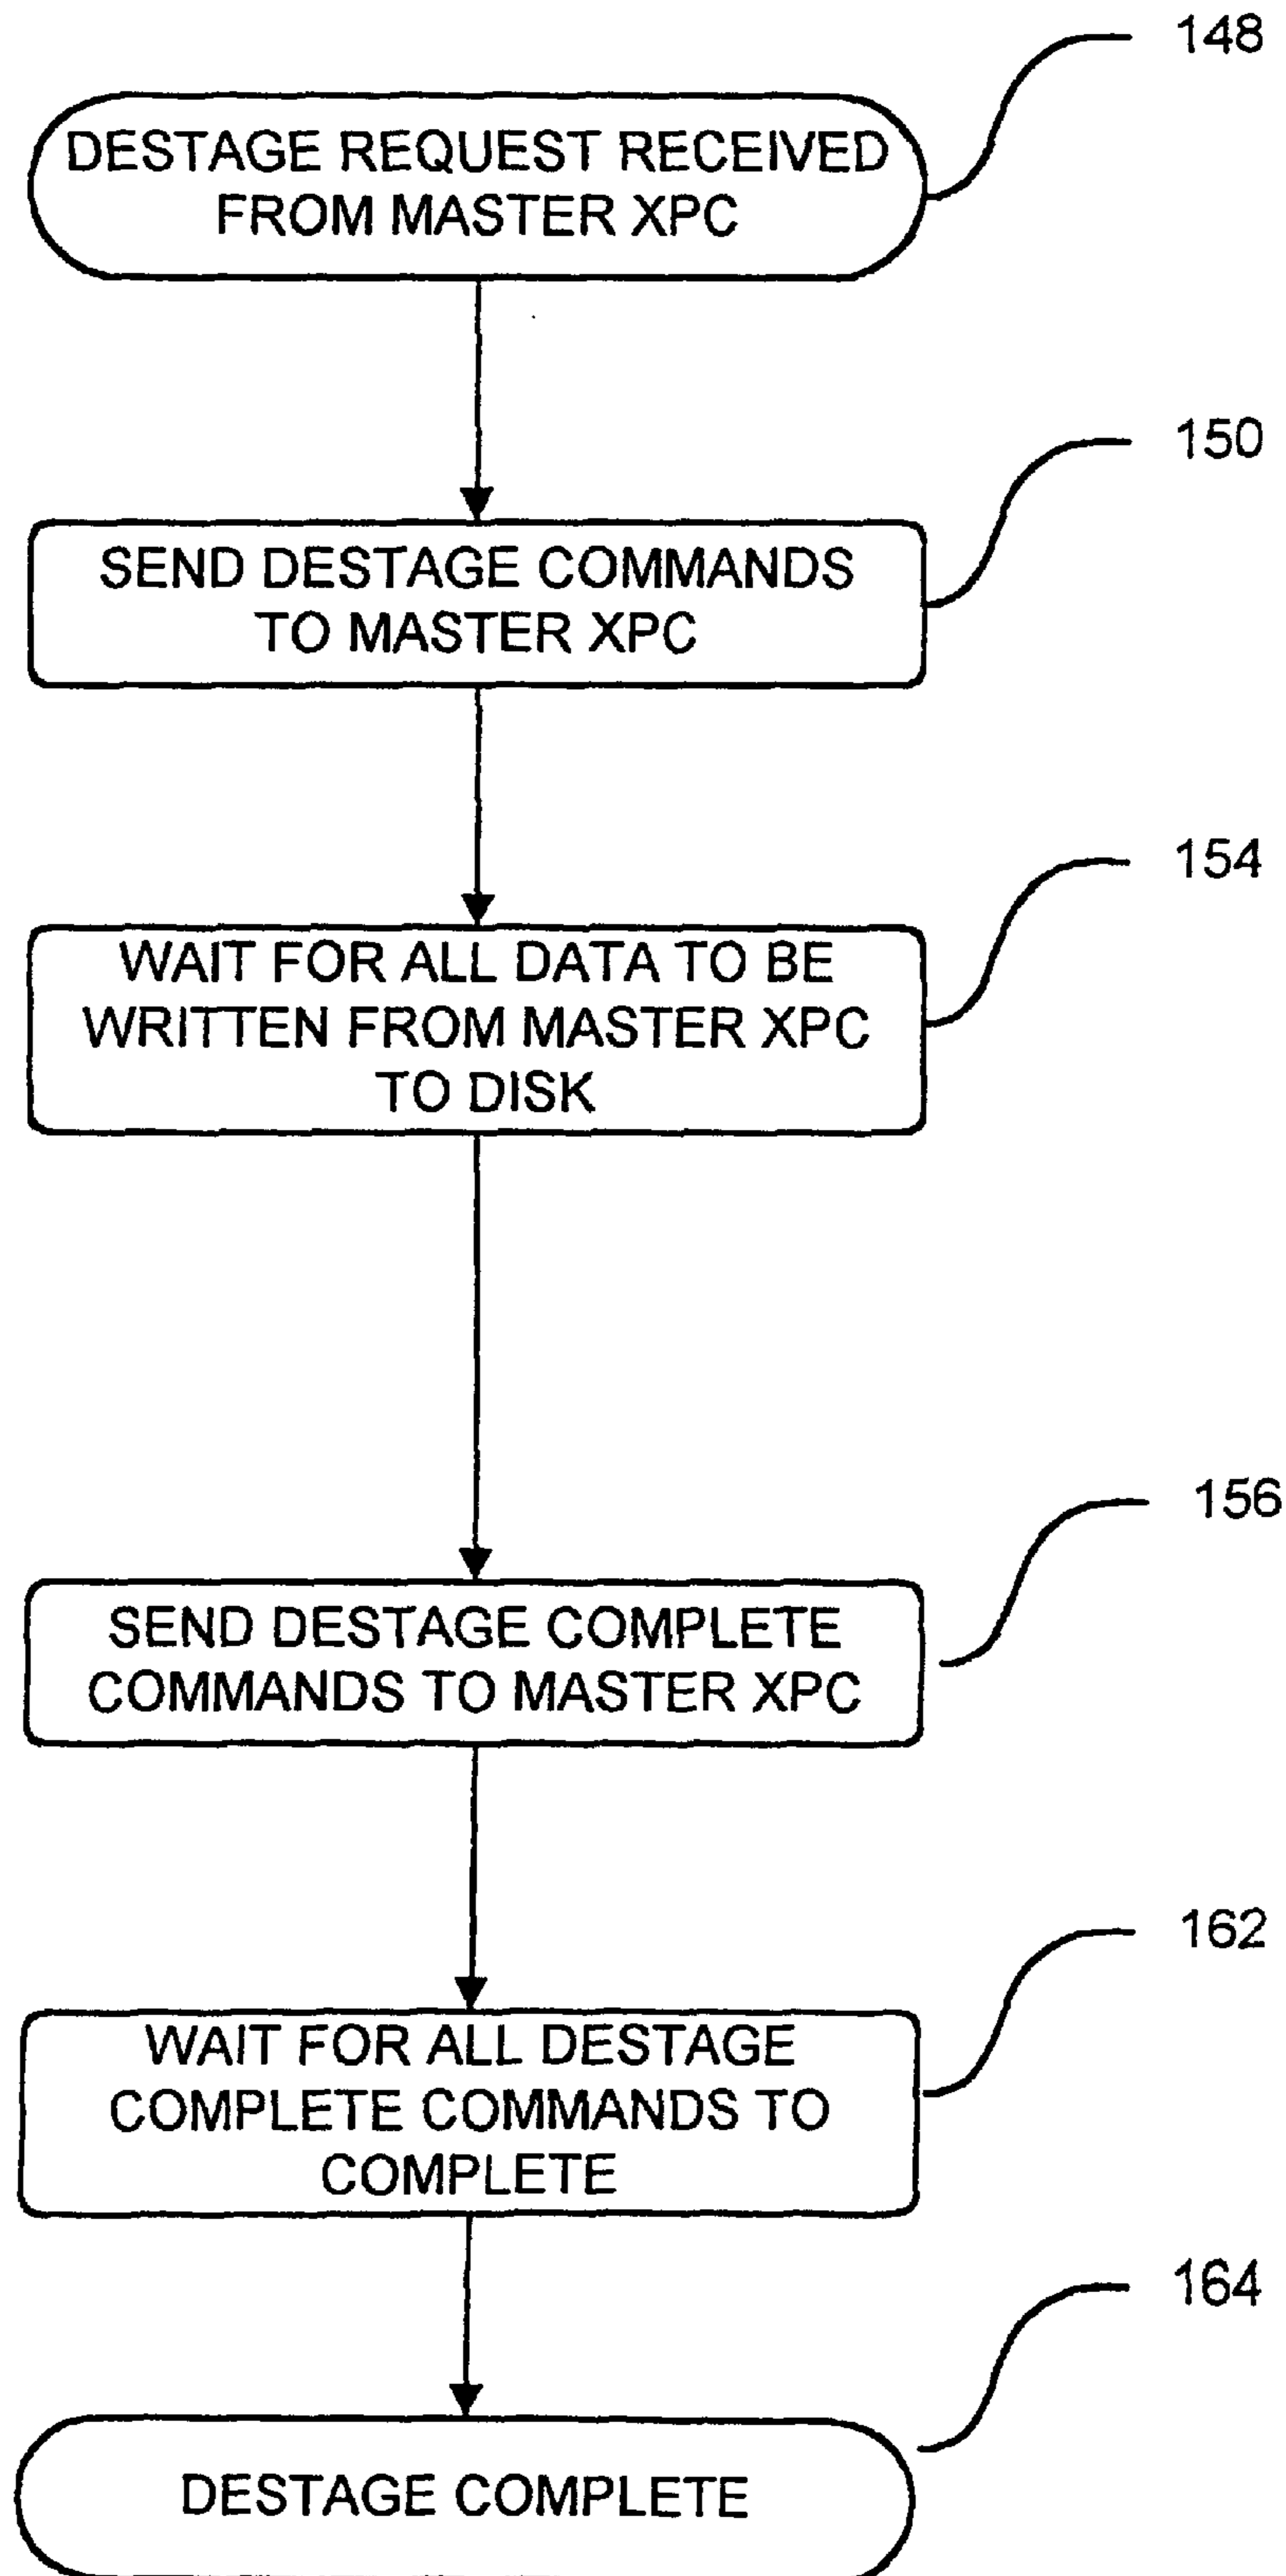 148
DESTAGE REQUEST RECEIVED
FROM MASTER XPC
150
SEND DESTAGE COMMANDS
TO MASTER XPC
154
WAIT FOR ALL DATA TO BE
WRITTEN FROM MASTER XPC
TO DISK
156
SEND DESTAGE COMPLETE
COMMANDS TO MASTER XPC
162
WAIT FOR ALL DESTAGE
COMPLETE COMMANDS TO
COMPLETE
164
DESTAGE COMPLETE